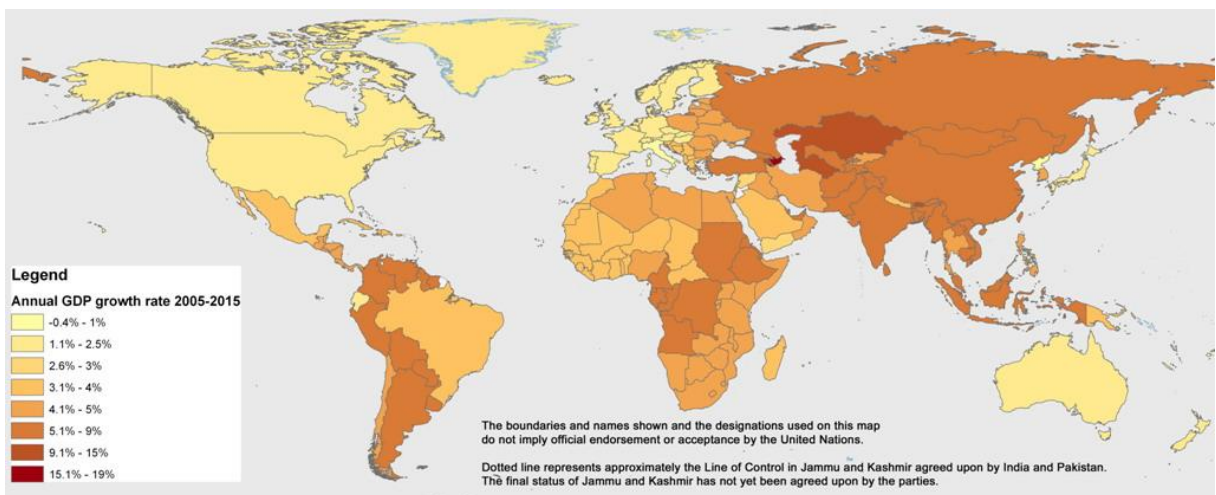 Legend
Annual GDP growth rate 2005-2015
-0.4% - 1%
1.1% - 2.5%
2.6% - 3%
3.1% - 4%
4.1% - 5%
5.1% - 9%
9.1% - 15%
15.1% - 19%
The boundaries and names shown and the designations used on this map
do not imply official endorsement or acceptance by the United Nations.
Dotted line represents approximately the Line of Control in Jammu and Kashmir agreed upon by India and Pakistan.
The final status of Jammu and Kashmir has not yet been agreed upon by the parties.